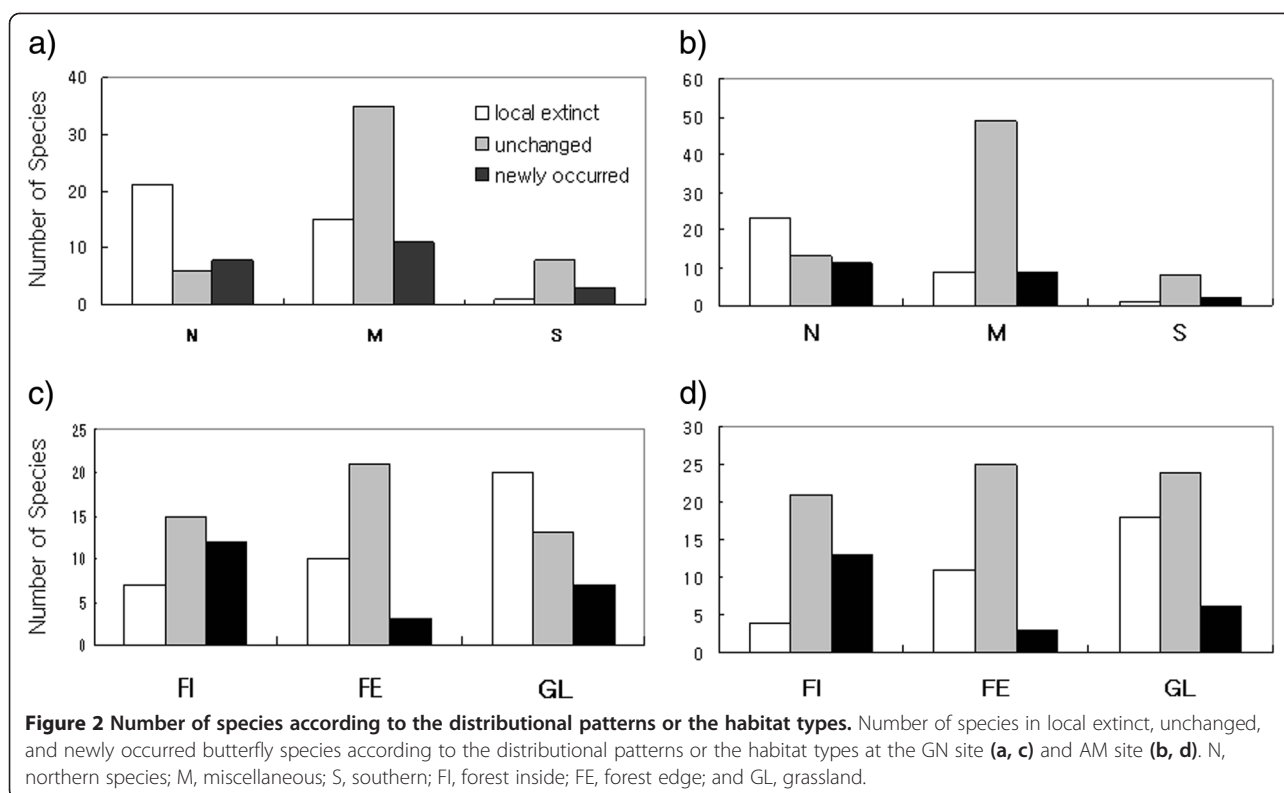 a)
40
30
20
10
0
Number of Species
local extinct
unchanged
newly occurred
N M S
b)
60
50
40
30
20
10
0
N M S
c)
25
20
15
10
5
0
Number of Species
FI FE GL
d)
30
25
20
15
10
5
0
FI FE GL
Figure 2 Number of species according to the distributional patterns or the habitat types. Number of species in local extinct, unchanged,
and newly occurred butterfly species according to the distributional patterns or the habitat types at the GN site (a, c) and AM site (b, d). N,
northern species; M, miscellaneous; S, southern; FI, forest inside; FE, forest edge; and GL, grassland.